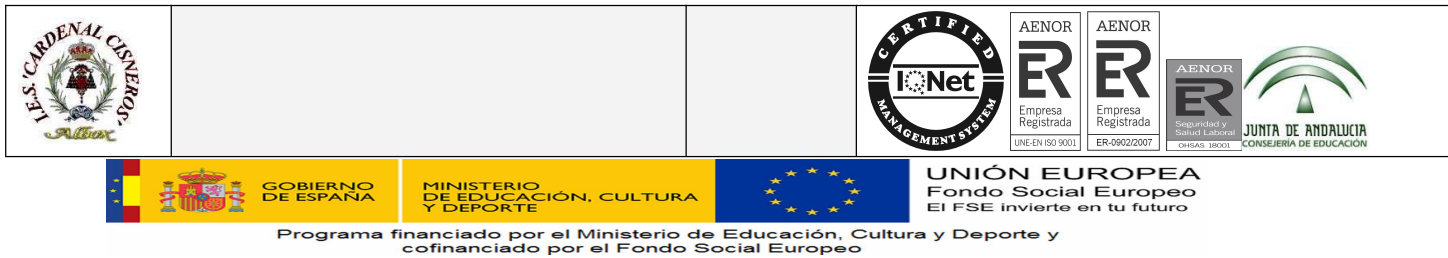 I.E.S. 'CARDENAL CISNEROS'
Albox
CERTIFIED
IQNet
MANAGEMENT SYSTEM
AENOR
ER
Empresa
Registrada
UNE-EN ISO 9001
AENOR
ER
Empresa
Registrada
ER-0902/2007
AENOR
ER
Seguridad y
Salud Laboral
OHSAS 18001
JUNTA DE ANDALUCIA
CONSEJERÍA DE EDUCACIÓN
GOBIERNO
DE ESPAÑA
MINISTERIO
DE EDUCACIÓN, CULTURA
Y DEPORTE
UNIÓN EUROPEA
Fondo Social Europeo
El FSE invierte en tu futuro
Programa financiado por el Ministerio de Educación, Cultura y Deporte y
cofinanciado por el Fondo Social Europeo